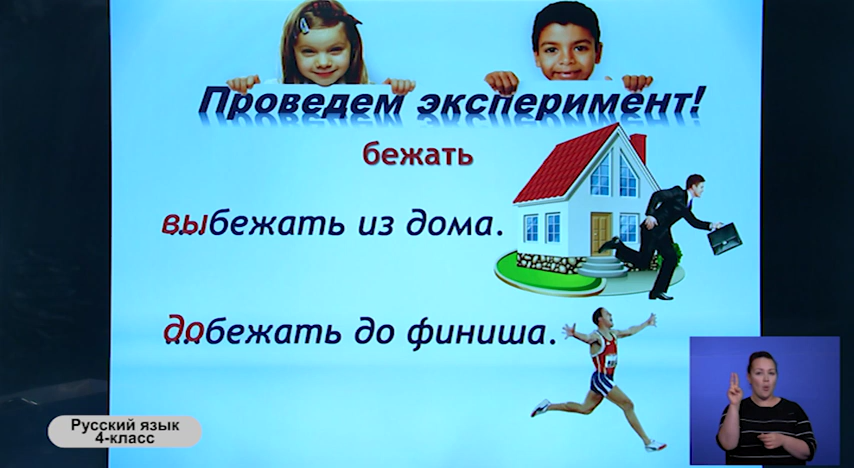 Проведем эксперимент!
бежать
выбежать из дома.
добежать до финиша.
Русский язык
4-класс